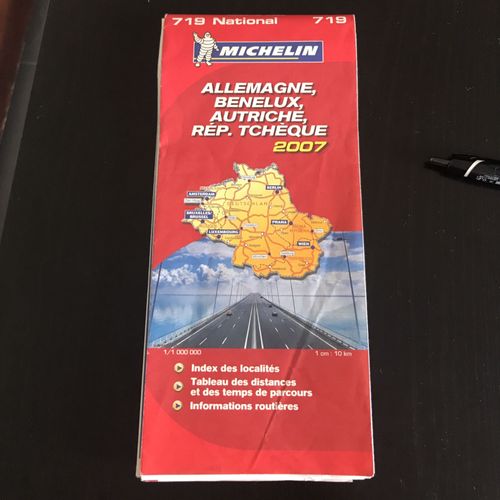 719 National 719
MICHELIN
ALLEMAGNE,
BENELUX,
AUTRICHE,
RÉP. TCHÈQUE
2007
BERLIN
AMSTERDAM
DEUTSCHLAND
BRUXELLES/
BRUSSEL
PRAHA
LUXEMBOURG
WIEN
1/1 000 000
1 cm : 10 km
Index des localités
Tableau des distances
et des temps de parcours
Informations routières